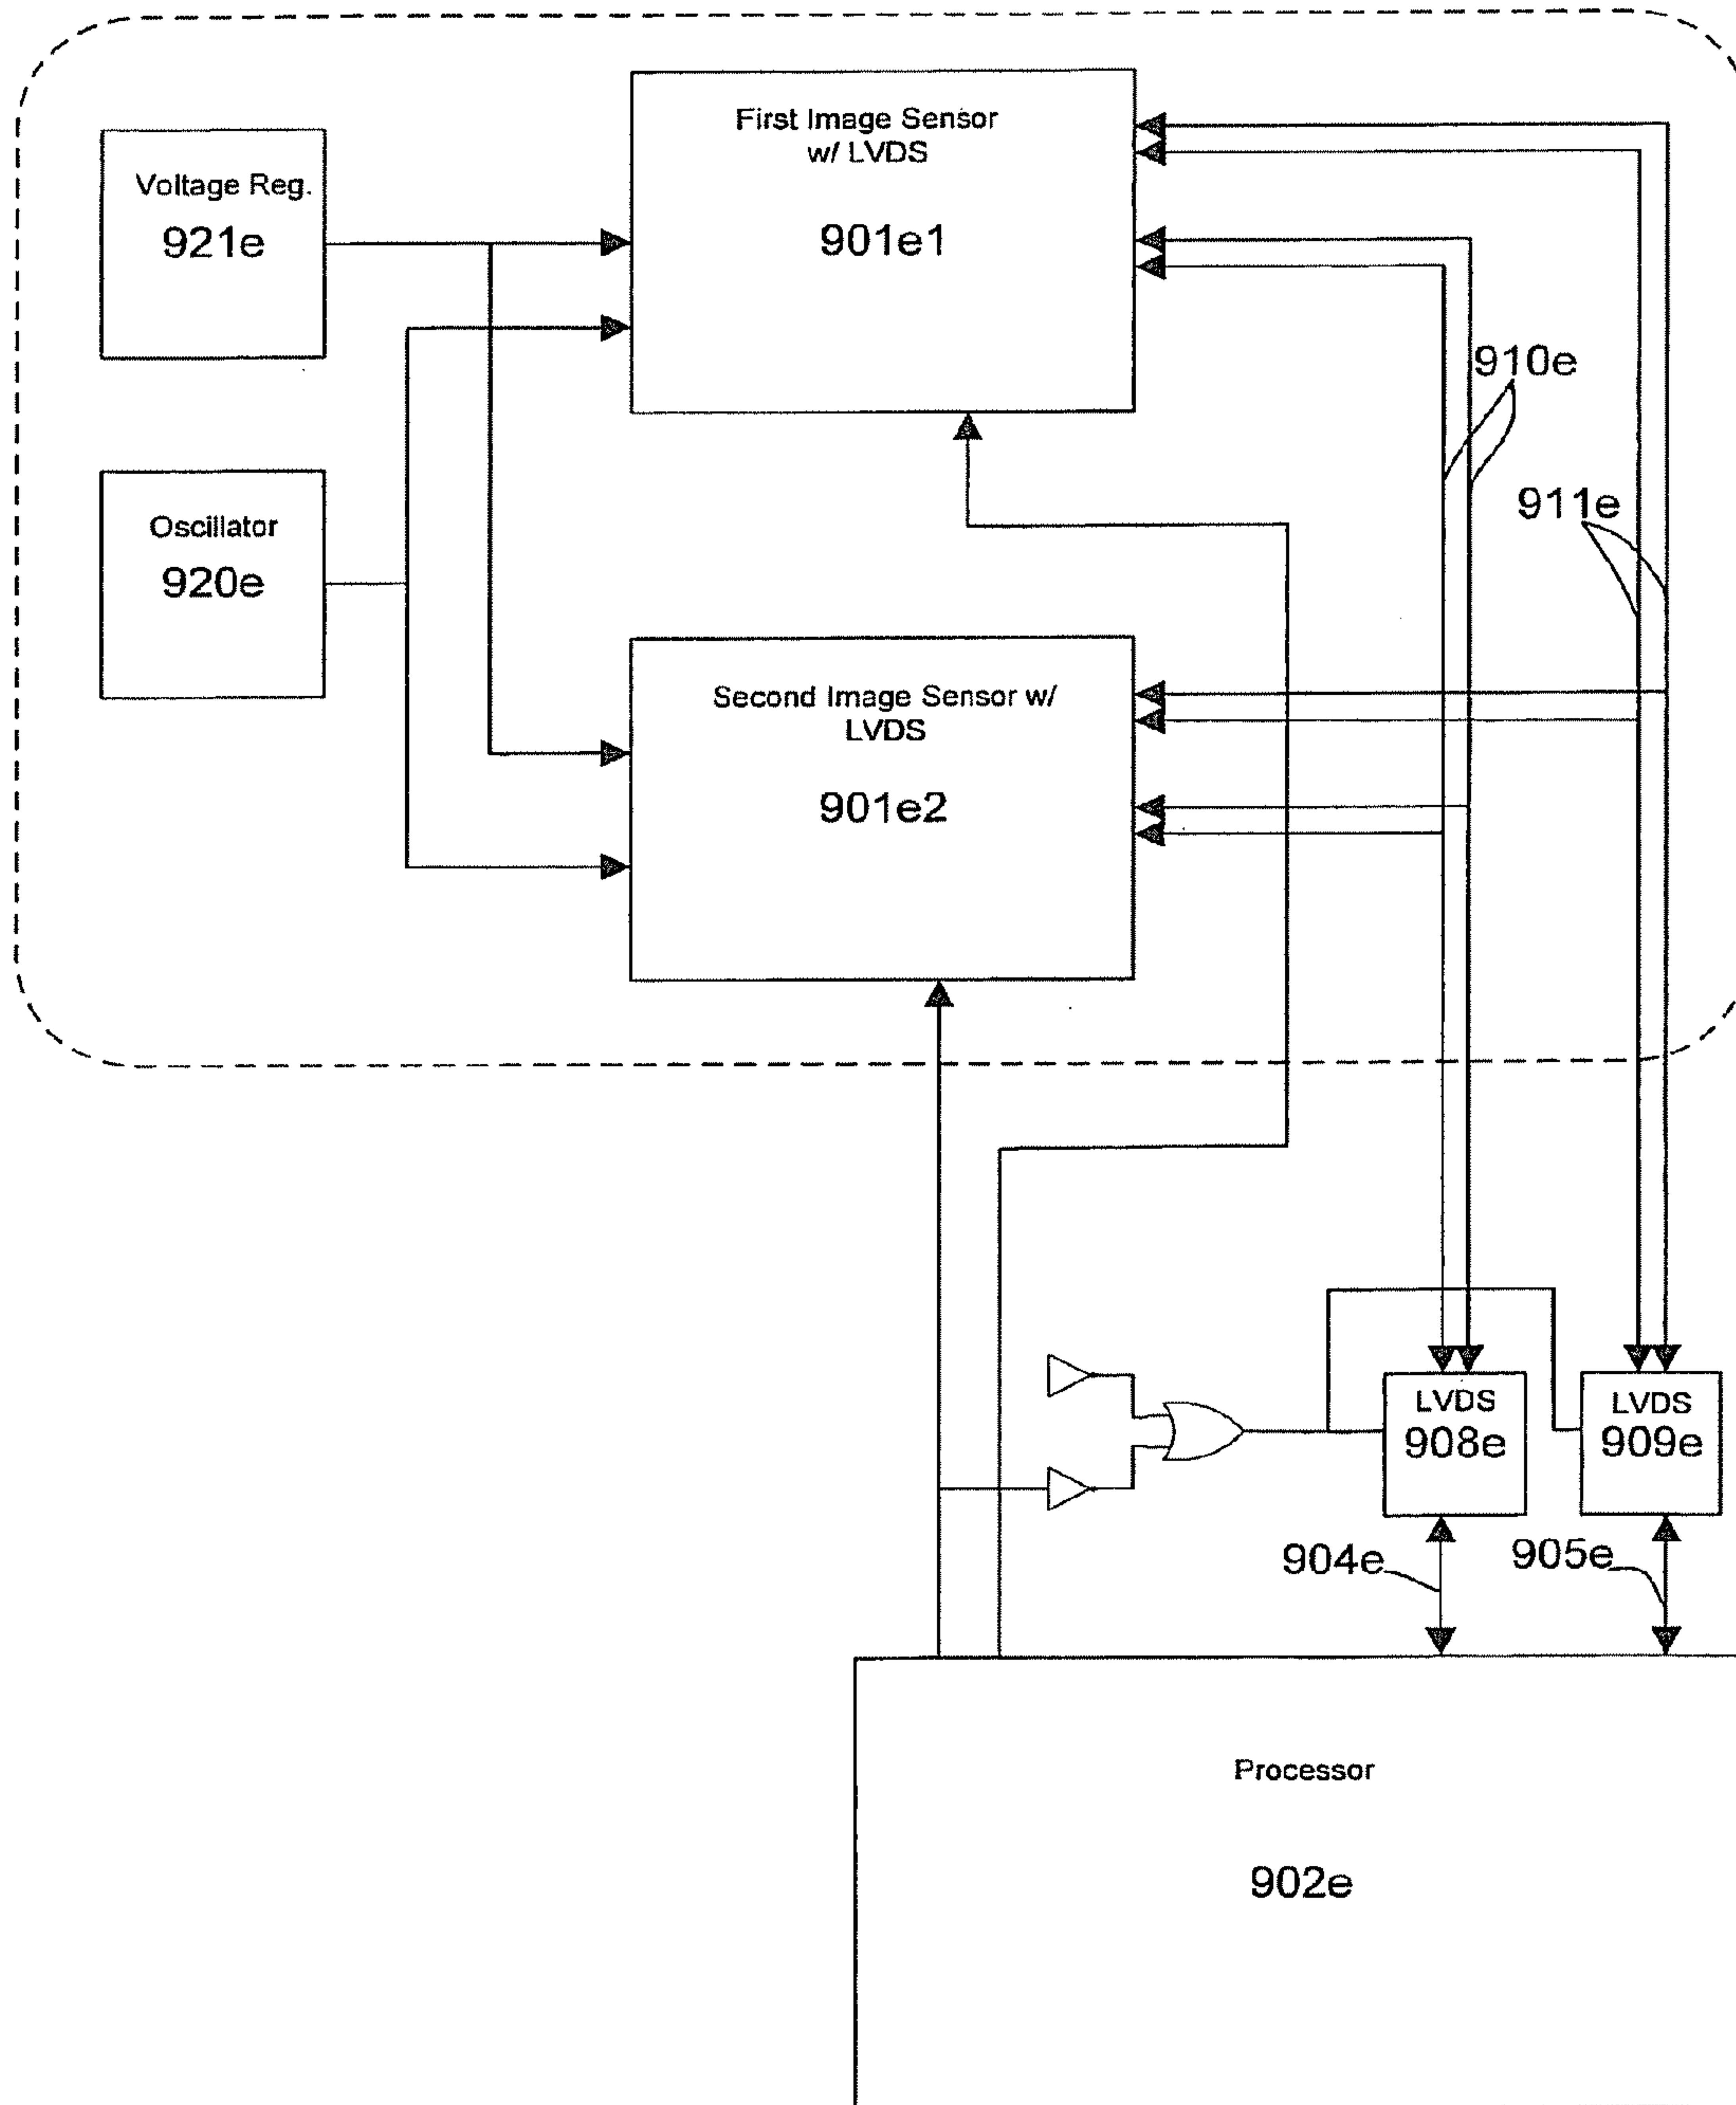 First Image Sensor
w/ LVDS
901e1
Voltage Reg.
921e
910e
911e
Oscillator
920e
Second Image Sensor w/
LVDS
901e2
LVDS
908e
LVDS
909e
904e
905e
Processor
902e